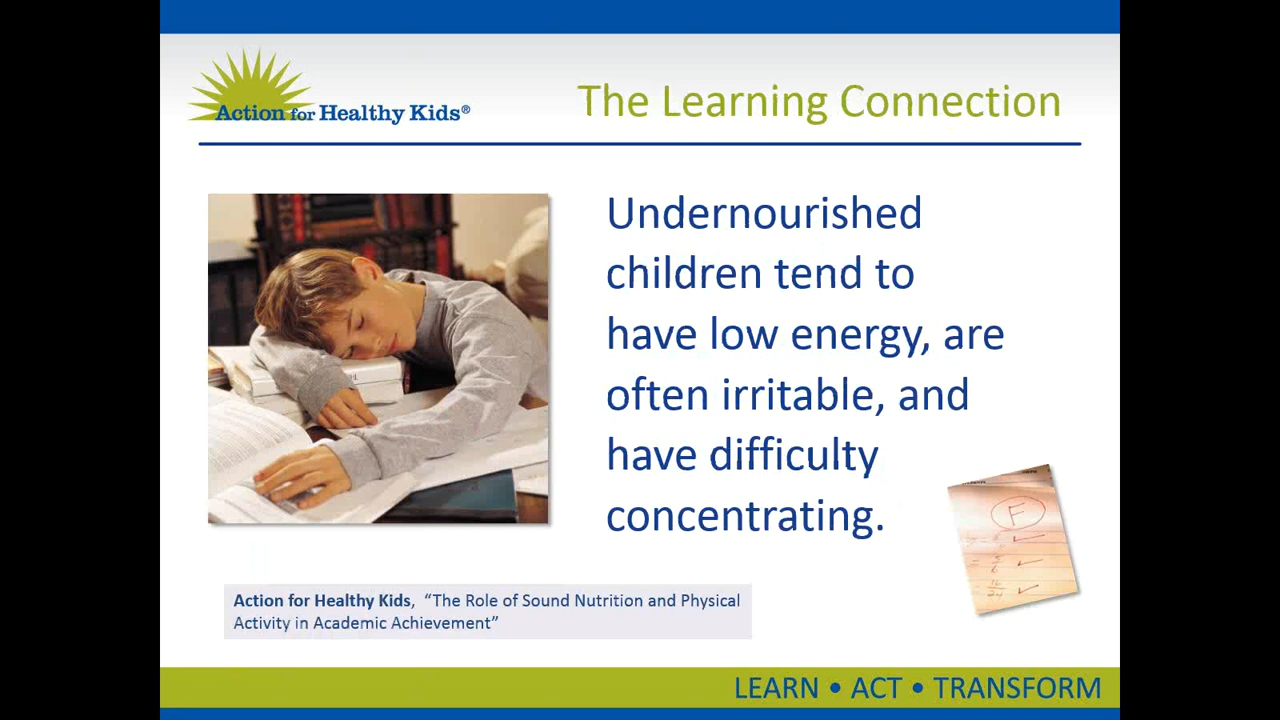 Action for Healthy Kids®
The Learning Connection
Undernourished
children tend to
have low energy, are
often irritable, and
have difficulty
concentrating.
F
Action for Healthy Kids, “The Role of Sound Nutrition and Physical
Activity in Academic Achievement”
LEARN • ACT • TRANSFORM